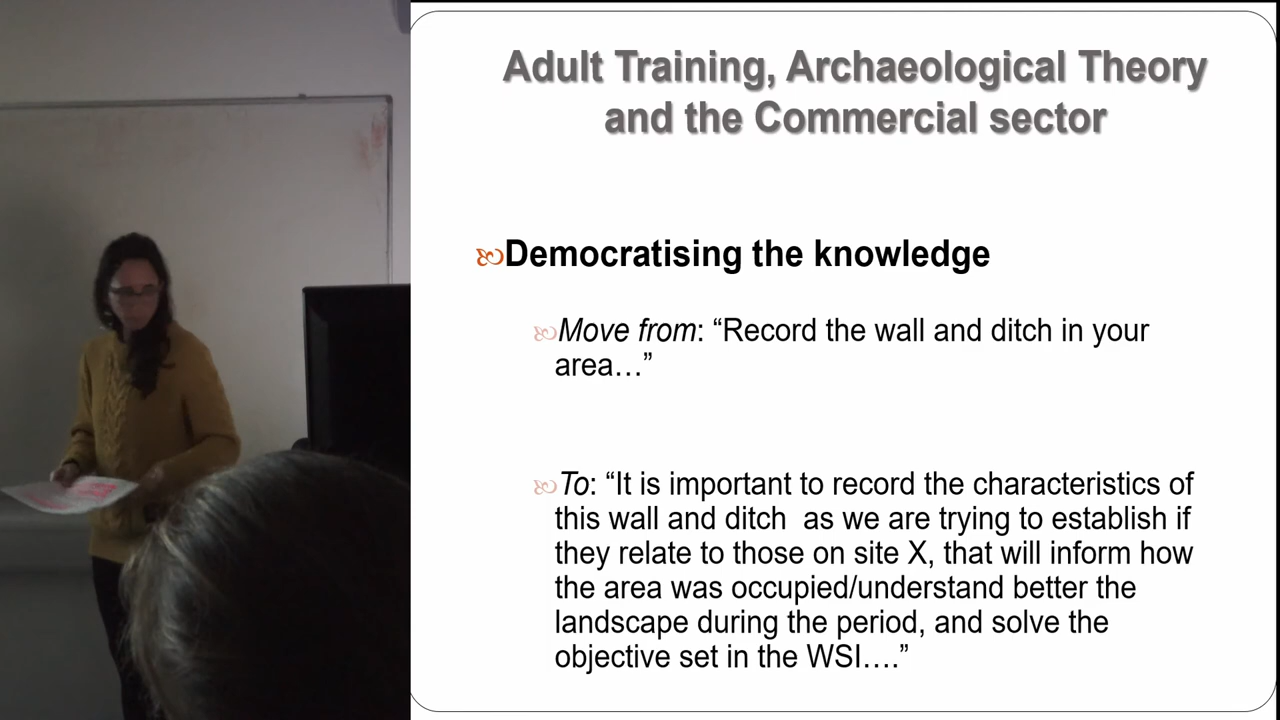 Adult Training, Archaeological Theory
and the Commercial sector
Democratising the knowledge
Move from: “Record the wall and ditch in your
area…”
To: “It is important to record the characteristics of
this wall and ditch as we are trying to establish if
they relate to those on site X, that will inform how
the area was occupied/understand better the
landscape during the period, and solve the
objective set in the WSI….”